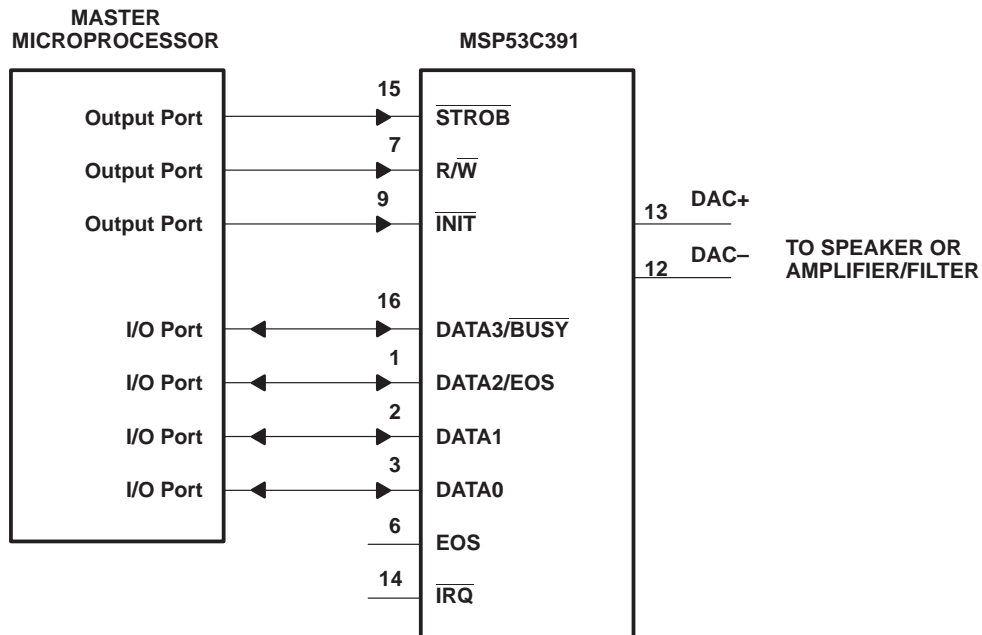 MASTER
MICROPROCESSOR
MSP53C391
Output Port
15
STROB
Output Port
7
R/W
Output Port
9
INIT
13
DAC+
12
DAC–
TO SPEAKER OR
AMPLIFIER/FILTER
I/O Port
16
DATA3/BUSY
I/O Port
1
DATA2/EOS
I/O Port
2
DATA1
I/O Port
3
DATA0
6
EOS
14
IRQ